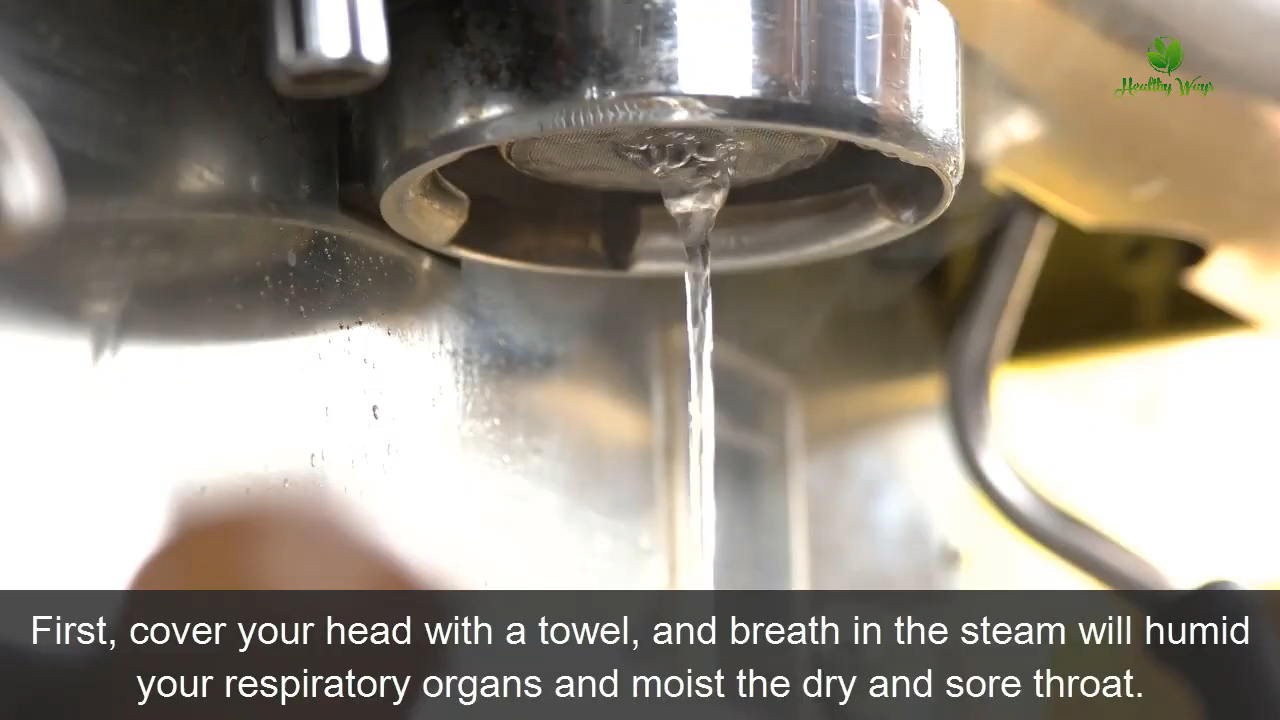 Healthy Ways
First, cover your head with a towel, and breath in the steam will humid
your respiratory organs and moist the dry and sore throat.